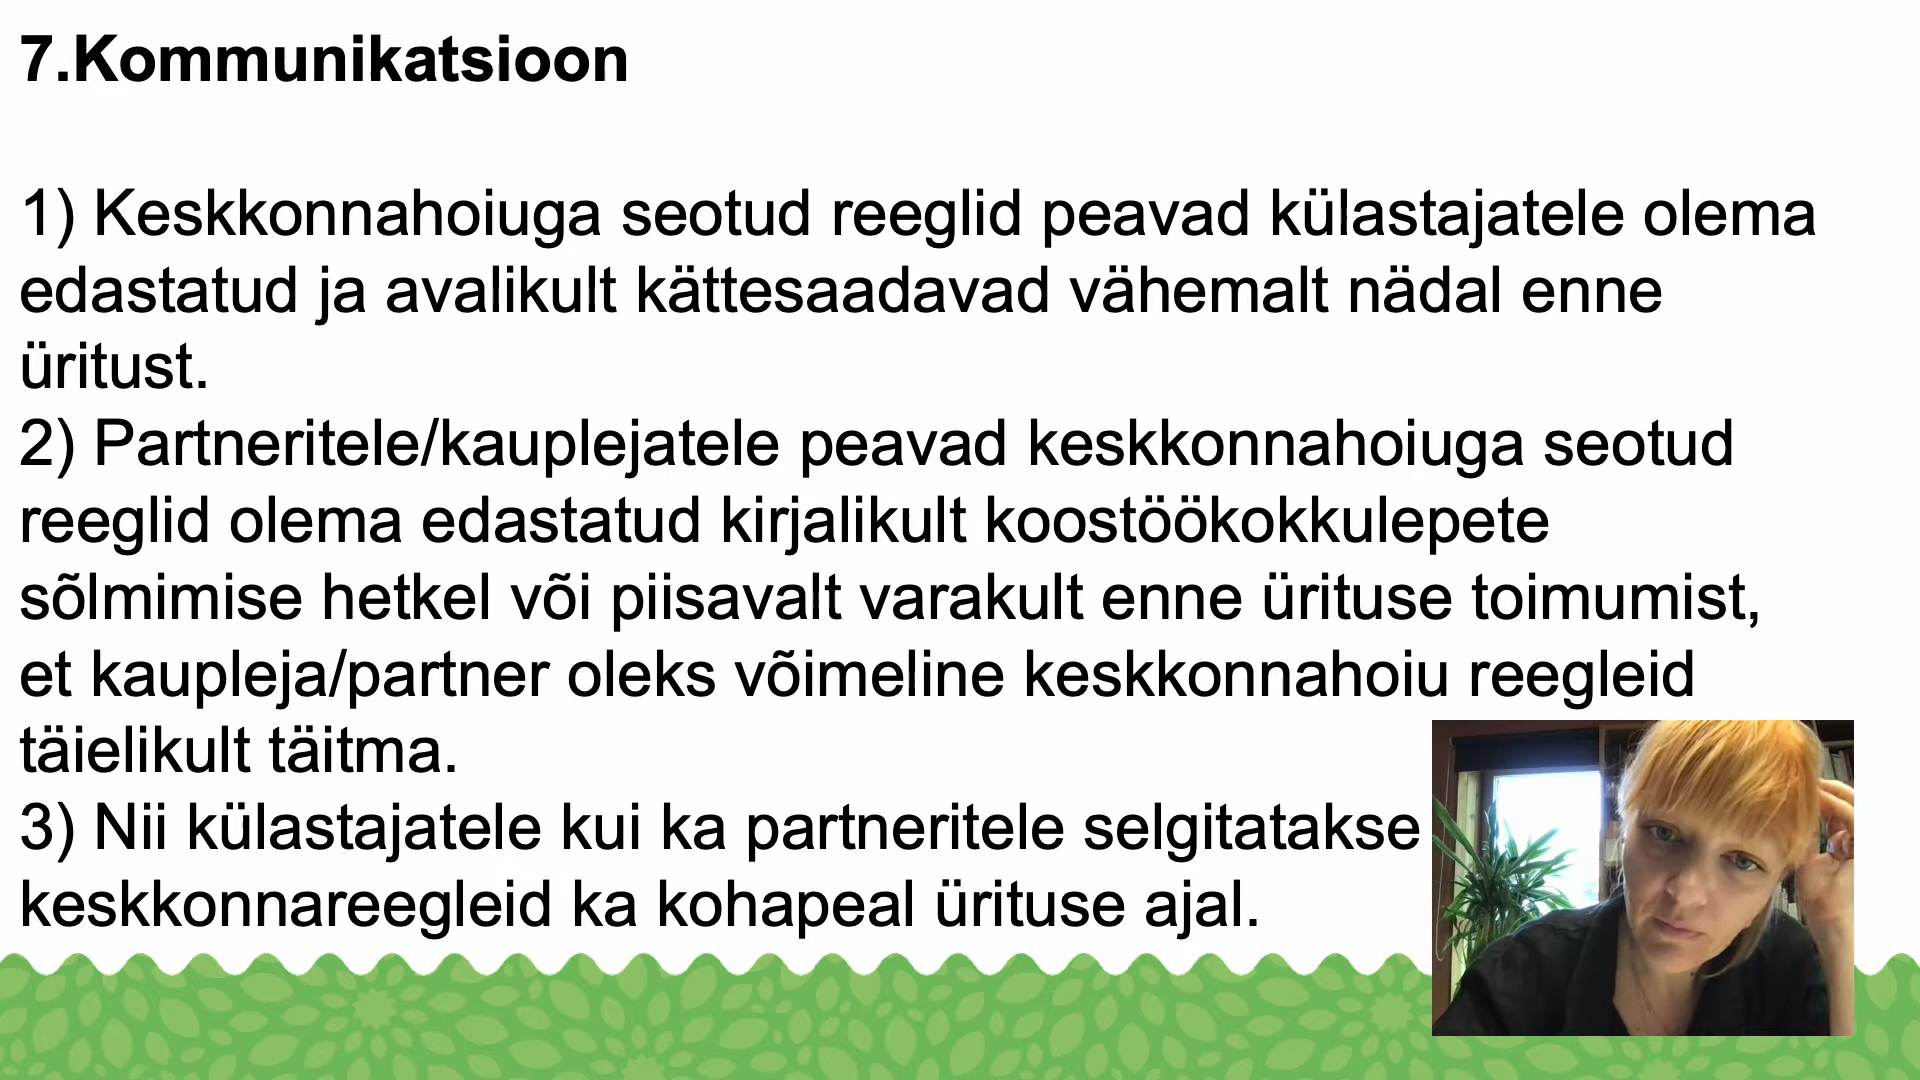 7.Kommunikatsioon
1) Keskkonnahoiuga seotud reeglid peavad külastajatele olema
edastatud ja avalikult kättesaadavad vähemalt nädal enne
üritust.
2) Partneritele/kauplejatele peavad keskkonnahoiuga seotud
reeglid olema edastatud kirjalikult koostöökokkulepete
sõlmimise hetkel või piisavalt varakult enne ürituse toimumist,
et kaupleja/partner oleks võimeline keskkonnahoiu reegleid
täielikult täitma.
3) Nii külastajatele kui ka partneritele selgitatakse
keskkonnareegleid ka kohapeal ürituse ajal.